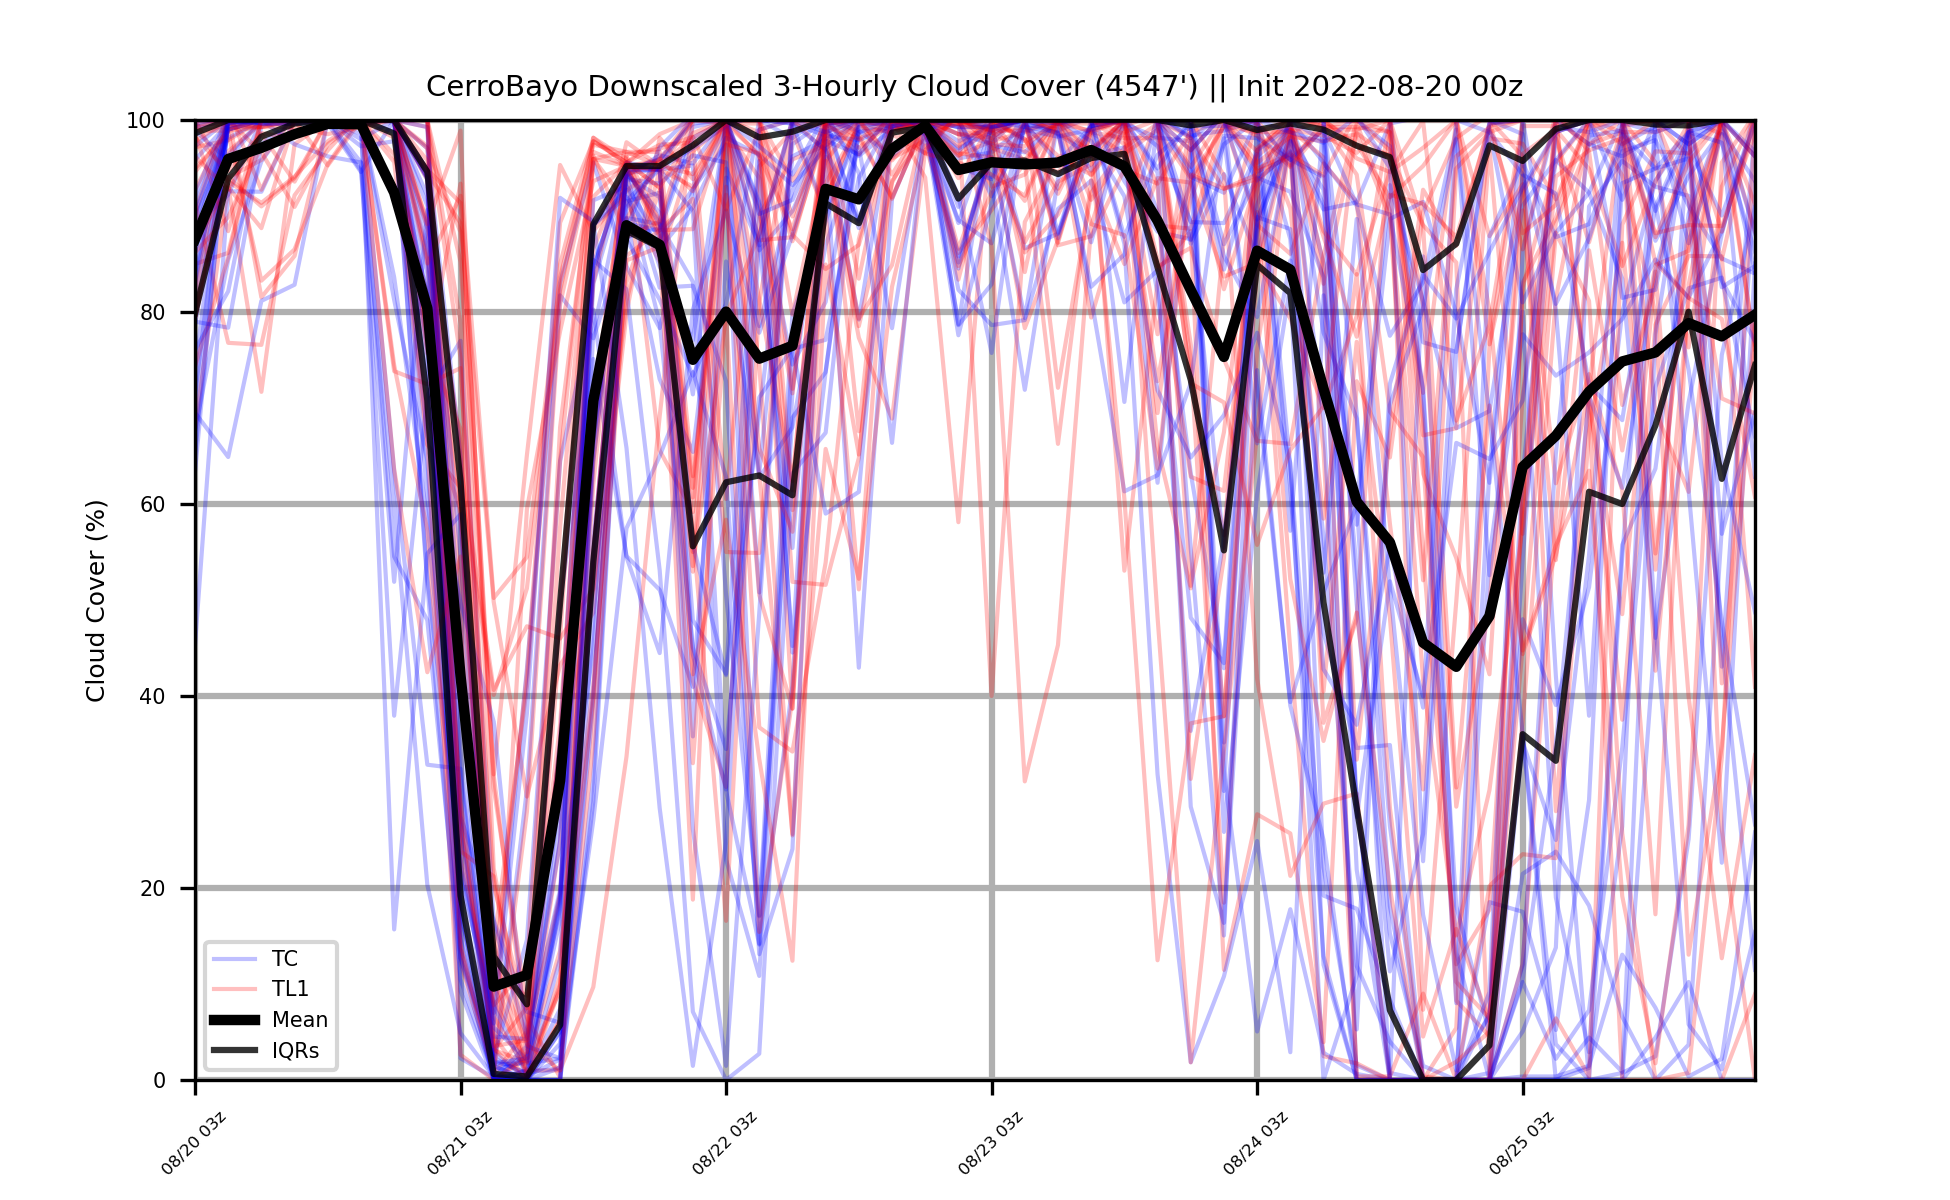 CerroBayo Downscaled 3-Hourly Cloud Cover (4547') || Init 2022-08-20 00z
Cloud Cover (%)
100
80
60
40
20
0
TC
TL1
Mean
IQRs
08/20 03z
08/21 03z
08/22 03z
08/23 03z
08/24 03z
08/25 03z